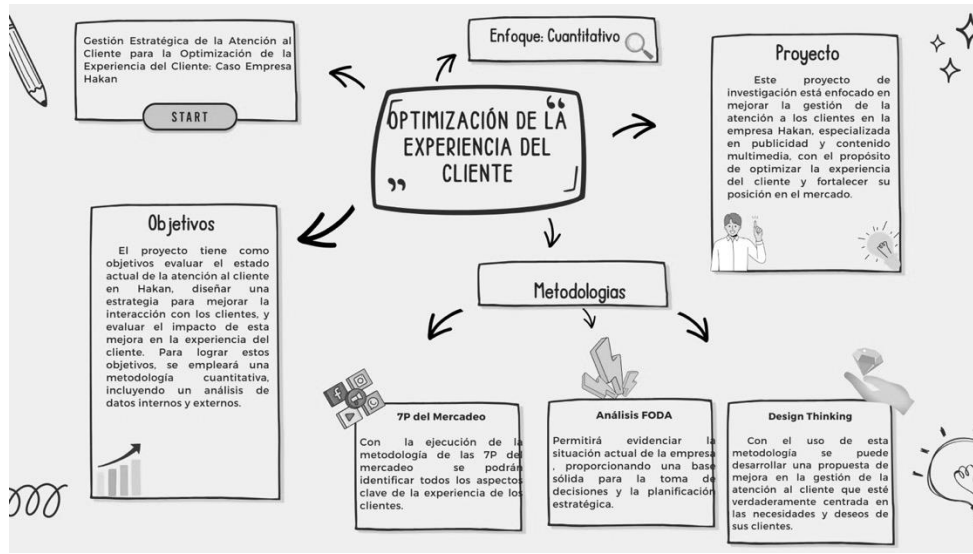 Gestión Estratégica de la Atención al
Cliente para la Optimización de la
Experiencia del Cliente: Caso Empresa
Hakan
START
Enfoque: Cuantitativo
OPTIMIZACIÓN DE LA
EXPERIENCIA DEL
CLIENTE
Proyecto
Este proyecto de
investigación está enfocado en
mejorar la gestión de la
atención a los clientes en la
empresa Hakan, especializada
en publicidad y contenido
multimedia, con el propósito
de optimizar la experiencia
del cliente y fortalecer su
posición en el mercado.
Objetivos
El proyecto tiene como
objetivos evaluar el estado
actual de la atención al cliente
en Hakan, diseñar una
estrategia para mejorar la
interacción con los clientes, y
evaluar el impacto de esta
mejora en la experiencia del
cliente. Para lograr estos
objetivos, se empleará una
metodología cuantitativa,
incluyendo un análisis de
datos internos y externos.
Metodologias
7P del Mercadeo
Con la ejecución de la
metodología de las 7P del
mercadeo se podrán
identificar todos los aspectos
clave de la experiencia de los
clientes.
Análisis FODA
Permitirá evidenciar la
situación actual de la empresa
, proporcionando una base
sólida para la toma de
decisiones y la planificación
estratégica.
Design Thinking
Con el uso de esta
metodología se puede
desarrollar una propuesta de
mejora en la gestión de la
atención al cliente que esté
verdaderamente centrada en
las necesidades y deseos de
sus clientes.